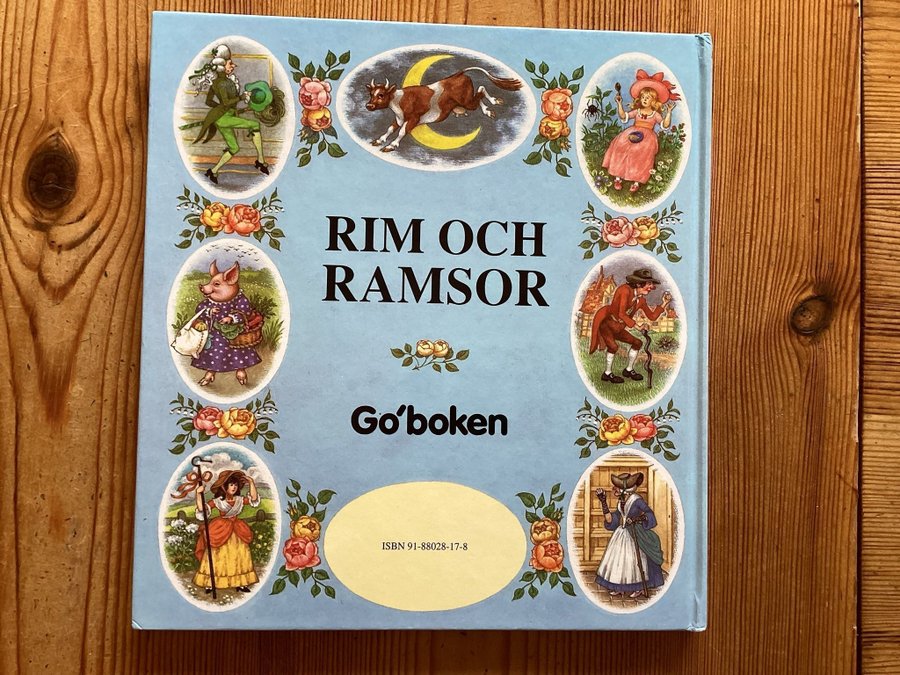 RIM OCH
RAMSOR
Go'boken
ISBN 91-88028-17-8